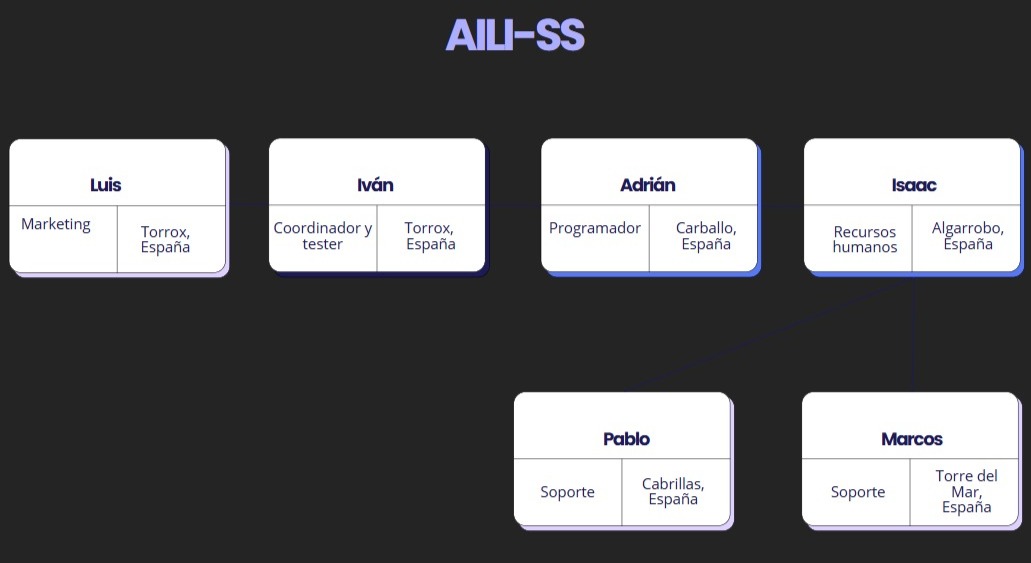 AILI-SS
Luis
Marketing
Torrox,
España
Iván
Coordinador y
tester
Torrox,
España
Adrián
Programador
Carballo,
España
Isaac
Recursos
humanos
Algarrobo,
España
Pablo
Soporte
Cabrillas,
España
Marcos
Soporte
Torre del
Mar,
España